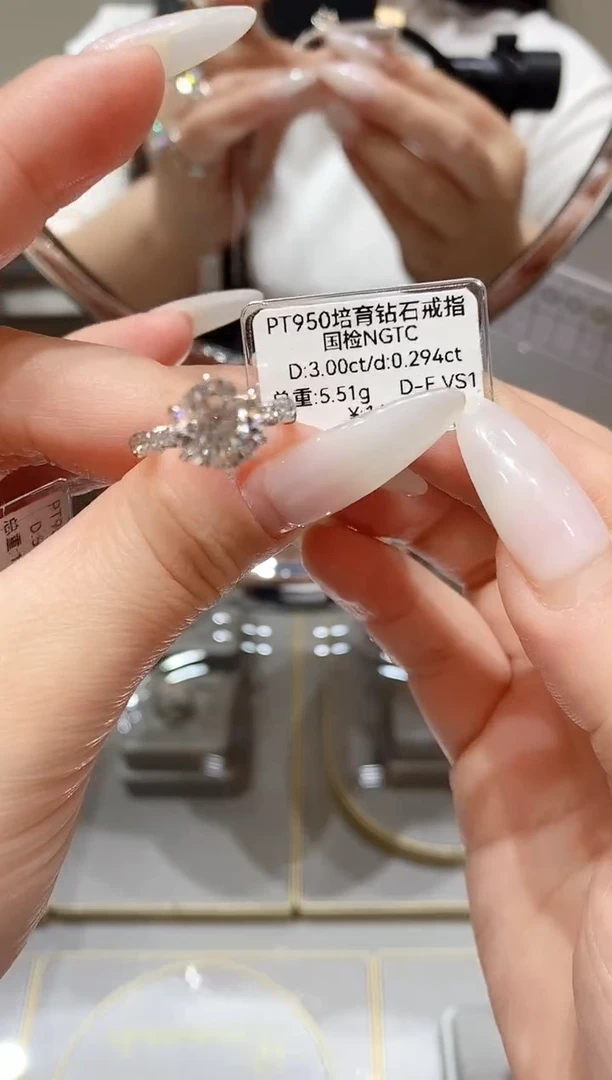 PT950培育钻石戒指
国检NGTC
D:3.00ct/d:0.294ct
总重:5.51g D-F VS1